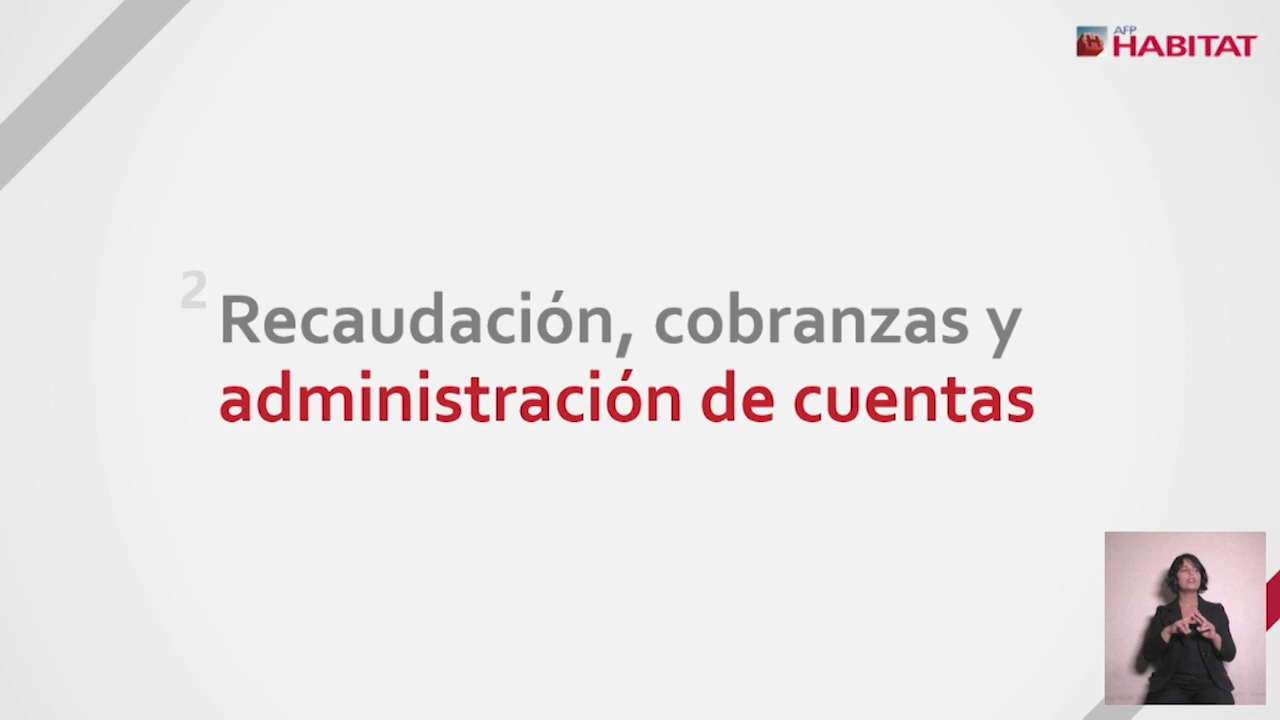 AFP
HABITAT
2
Recaudación, cobranzas y
administración de cuentas